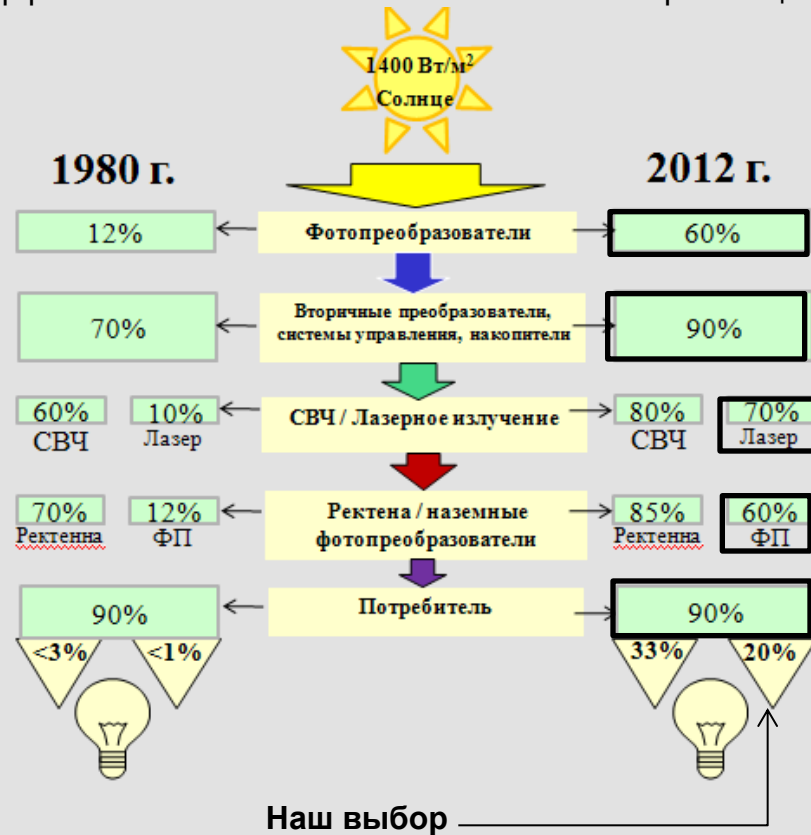 1400 Вт/м²
Солнце
1980 г.
2012 г.
12%
Фотопреобразователи
60%
70%
Вторичные преобразователи,
системы управления, накопители
90%
60%
СВЧ
10%
Лазер
СВЧ / Лазерное излучение
80%
СВЧ
70%
Лазер
70%
Ректенна
12%
ФП
Ректена / наземные
фотопреобразователи
85%
Ректенна
60%
ФП
90%
Потребитель
90%
<3%
<1%
33%
20%
Наш выбор